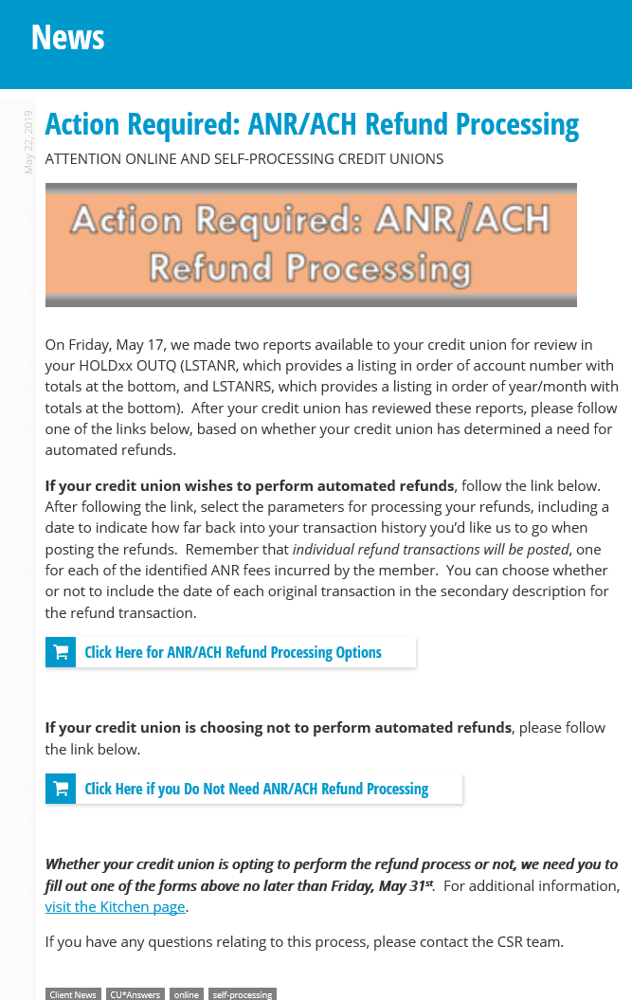 News
May 22, 2019
Action Required: ANR/ACH Refund Processing
ATTENTION ONLINE AND SELF-PROCESSING CREDIT UNIONS
Action Required: ANR/ACH
Refund Processing
On Friday, May 17, we made two reports available to your credit union for review in
your HOLDxx OUTQ (LSTANR, which provides a listing in order of account number with
totals at the bottom, and LSTANRS, which provides a listing in order of year/month with
totals at the bottom).  After your credit union has reviewed these reports, please follow
one of the links below, based on whether your credit union has determined a need for
automated refunds.
If your credit union wishes to perform automated refunds, follow the link below.
After following the link, select the parameters for processing your refunds, including a
date to indicate how far back into your transaction history you’d like us to go when
posting the refunds.  Remember that individual refund transactions will be posted, one
for each of the identified ANR fees incurred by the member.  You can choose whether
or not to include the date of each original transaction in the secondary description for
the refund transaction.
Click Here for ANR/ACH Refund Processing Options
If your credit union is choosing not to perform automated refunds, please follow
the link below.
Click Here if you Do Not Need ANR/ACH Refund Processing
Whether your credit union is opting to perform the refund process or not, we need you to
fill out one of the forms above no later than Friday, May 31st.  For additional information,
visit the Kitchen page.
If you have any questions relating to this process, please contact the CSR team.
Client News CU*Answers online self-processing